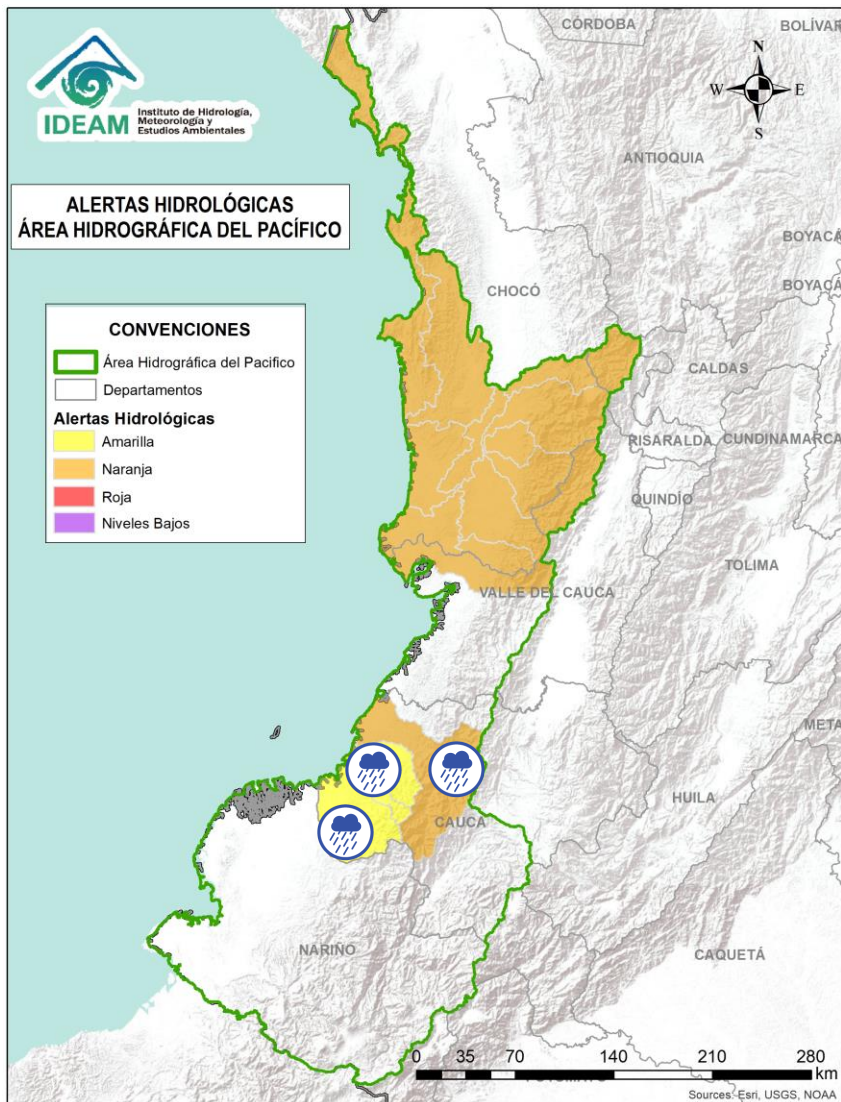 CÓRDOBA
BOLÍVAR
N
W
E
S
IDEAM
Instituto de Hidrología,
Meteorología y
Estudios Ambientales
ANTIOQUIA
ALERTAS HIDROLÓGICAS
ÁREA HIDROGRÁFICA DEL PACÍFICO
BOYACÁ
BOYACÁ
CHOCÓ
CONVENCIONES
Área Hidrográfica del Pacifico
Departamentos
Alertas Hidrológicas
Amarilla
Naranja
Roja
Niveles Bajos
CALDAS
RISARALDA
CUNDINAMARCA
QUINDÍO
TOLIMA
VALLE DEL CAUCA
META
HUILA
CAUCA
NARIÑO
CAQUETÁ
0 35 70 140 210 280
km
Sources: Esri, USGS, NOAA